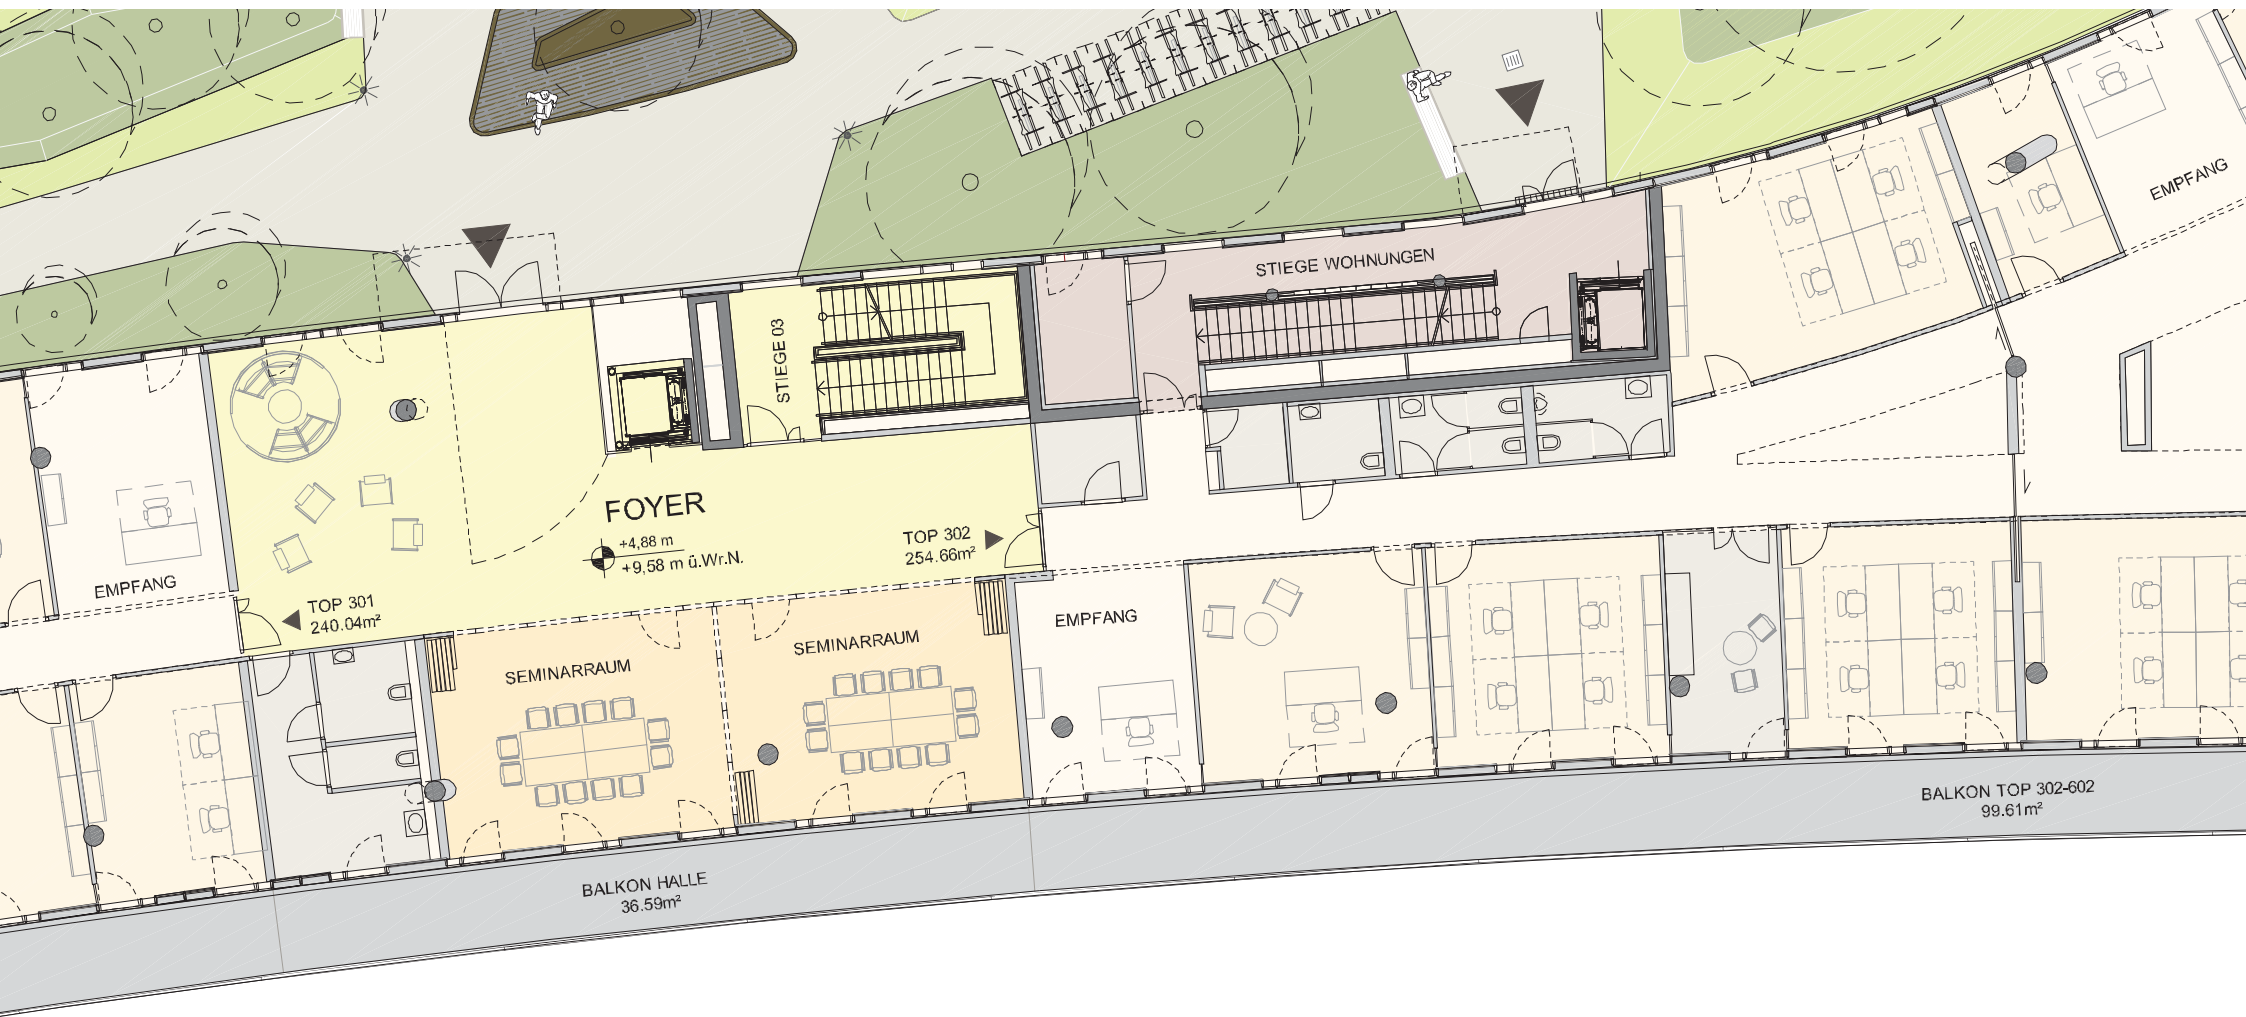 EMPFANG
STIEGE WOHNUNGEN
STIEGE 03
FOYER
+4,88 m
+9,58 m ü.Wr.N.
TOP 302
254.66m²
EMPFANG
TOP 301
240.04m²
EMPFANG
SEMINARRAUM
SEMINARRAUM
BALKON TOP 302-602
99.61m²
BALKON HALLE
36.59m²